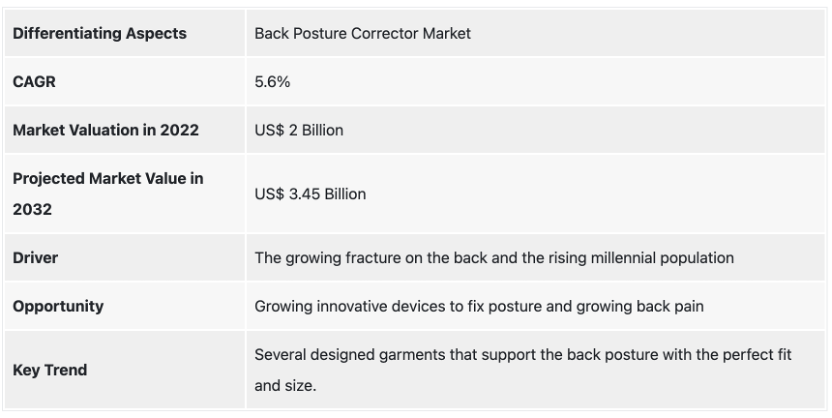 Differentiating Aspects Back Posture Corrector Market
CAGR 5.6%
Market Valuation in 2022 US$ 2 Billion
Projected Market Value in
2032
US$ 3.45 Billion
Driver The growing fracture on the back and the rising millennial population
Opportunity Growing innovative devices to fix posture and growing back pain
Key Trend
Several designed garments that support the back posture with the perfect fit
and size.